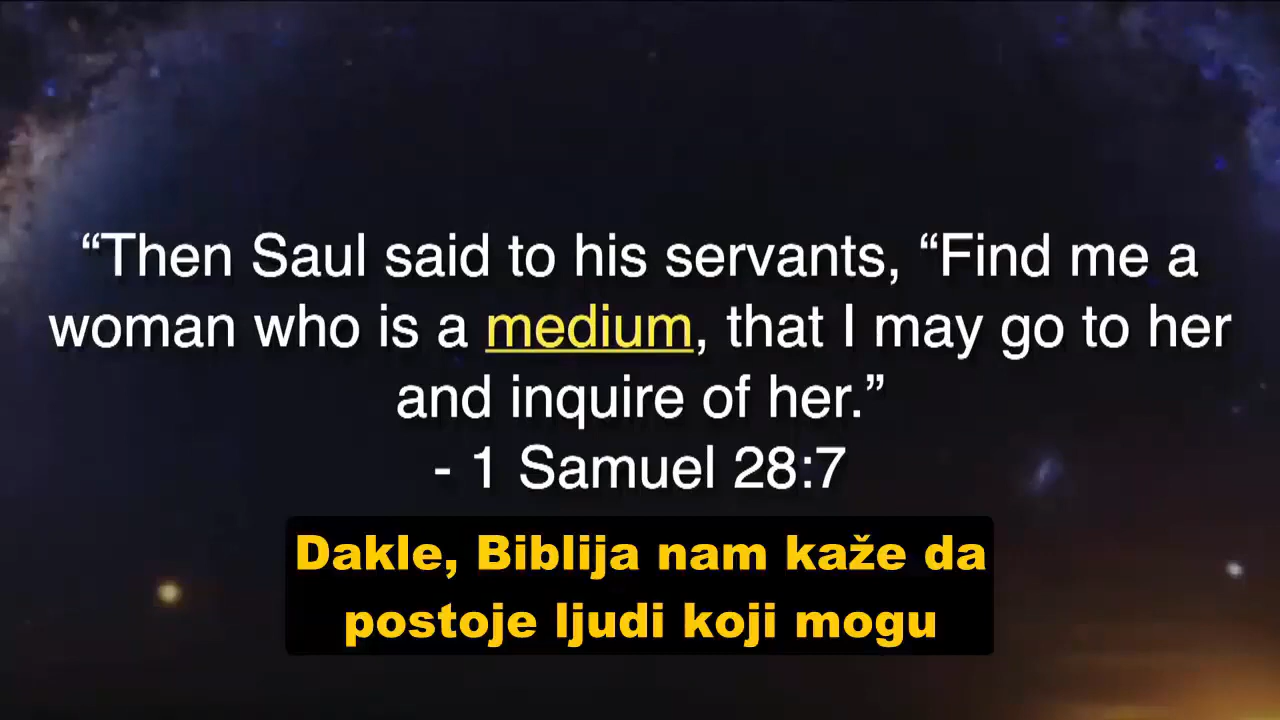 “Then Saul said to his servants, “Find me a
woman who is a medium, that I may go to her
and inquire of her.”
- 1 Samuel 28:7
Dakle, Biblija nam kaže da
postoje ljudi koji mogu